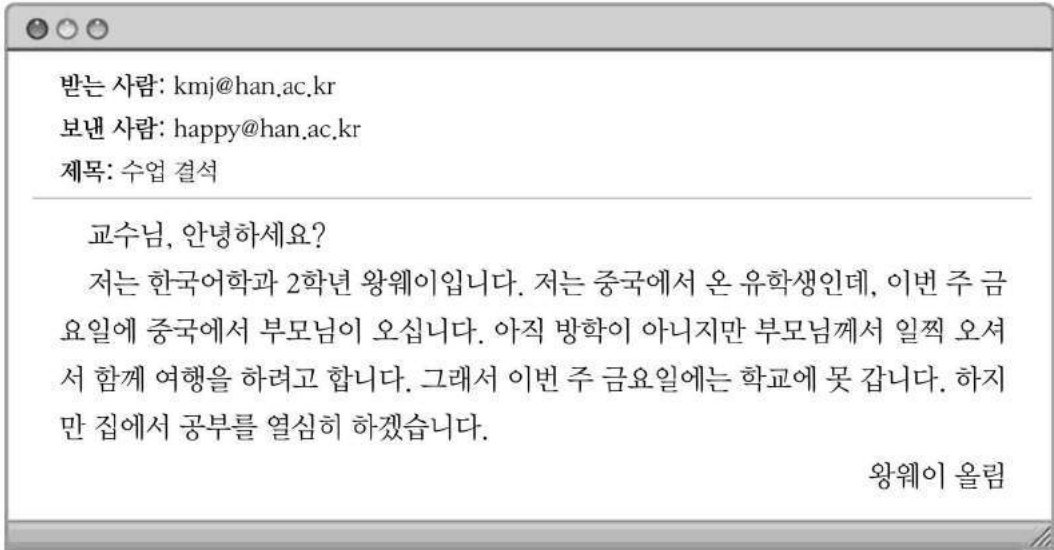 받는 사람: kmj@han.ac.kr
보낸 사람: happy@han.ac.kr
제목: 수업 결석
교수님, 안녕하세요?
저는 한국어학과 2학년 왕웨이입니다. 저는 중국에서 온 유학생인데, 이번 주 금
요일에 중국에서 부모님이 오십니다. 아직 방학이 아니지만 부모님께서 일찍 오셔
서 함께 여행을 하려고 합니다. 그래서 이번 주 금요일에는 학교에 못 갑니다. 하지
만 집에서 공부를 열심히 하겠습니다.
왕웨이 올림